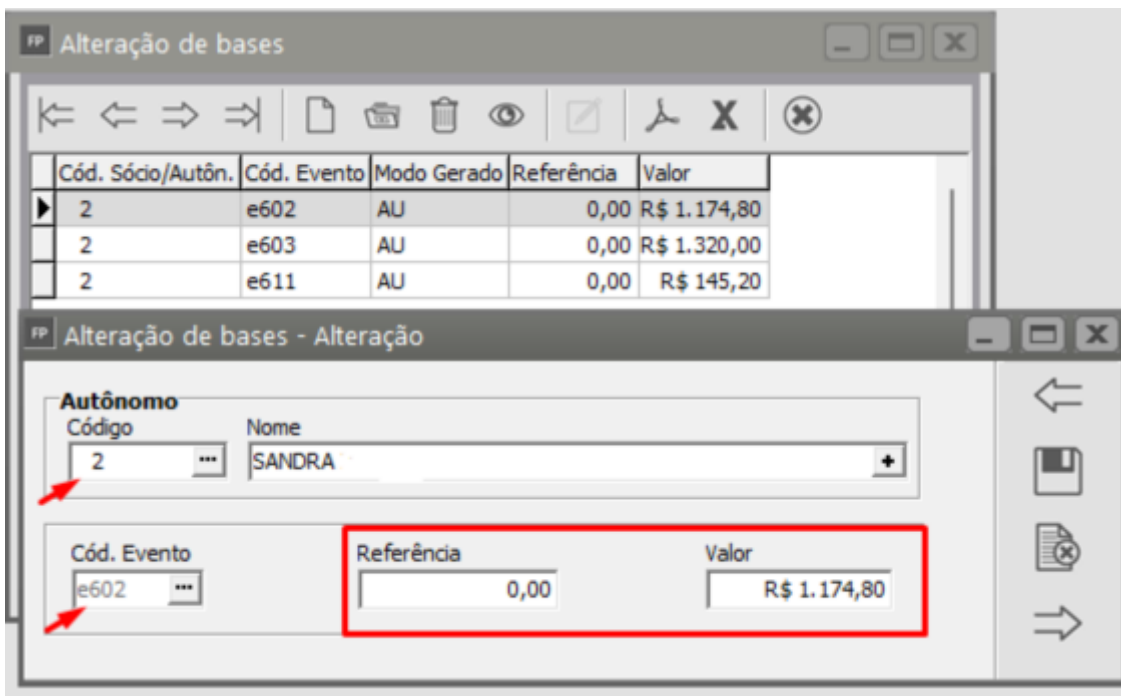 FP Alteração de bases
Cód. Sócio/Autôn. Cód. Evento Modo Gerado Referência Valor
2 e602 AU 0,00 R$ 1.174,80
2 e603 AU 0,00 R$ 1.320,00
2 e611 AU 0,00 R$ 145,20
FP Alteração de bases - Alteração
Autônomo
Código Nome
2 ... SANDRA +
Cód. Evento Referência Valor
e602 ... 0,00 R$ 1.174,80